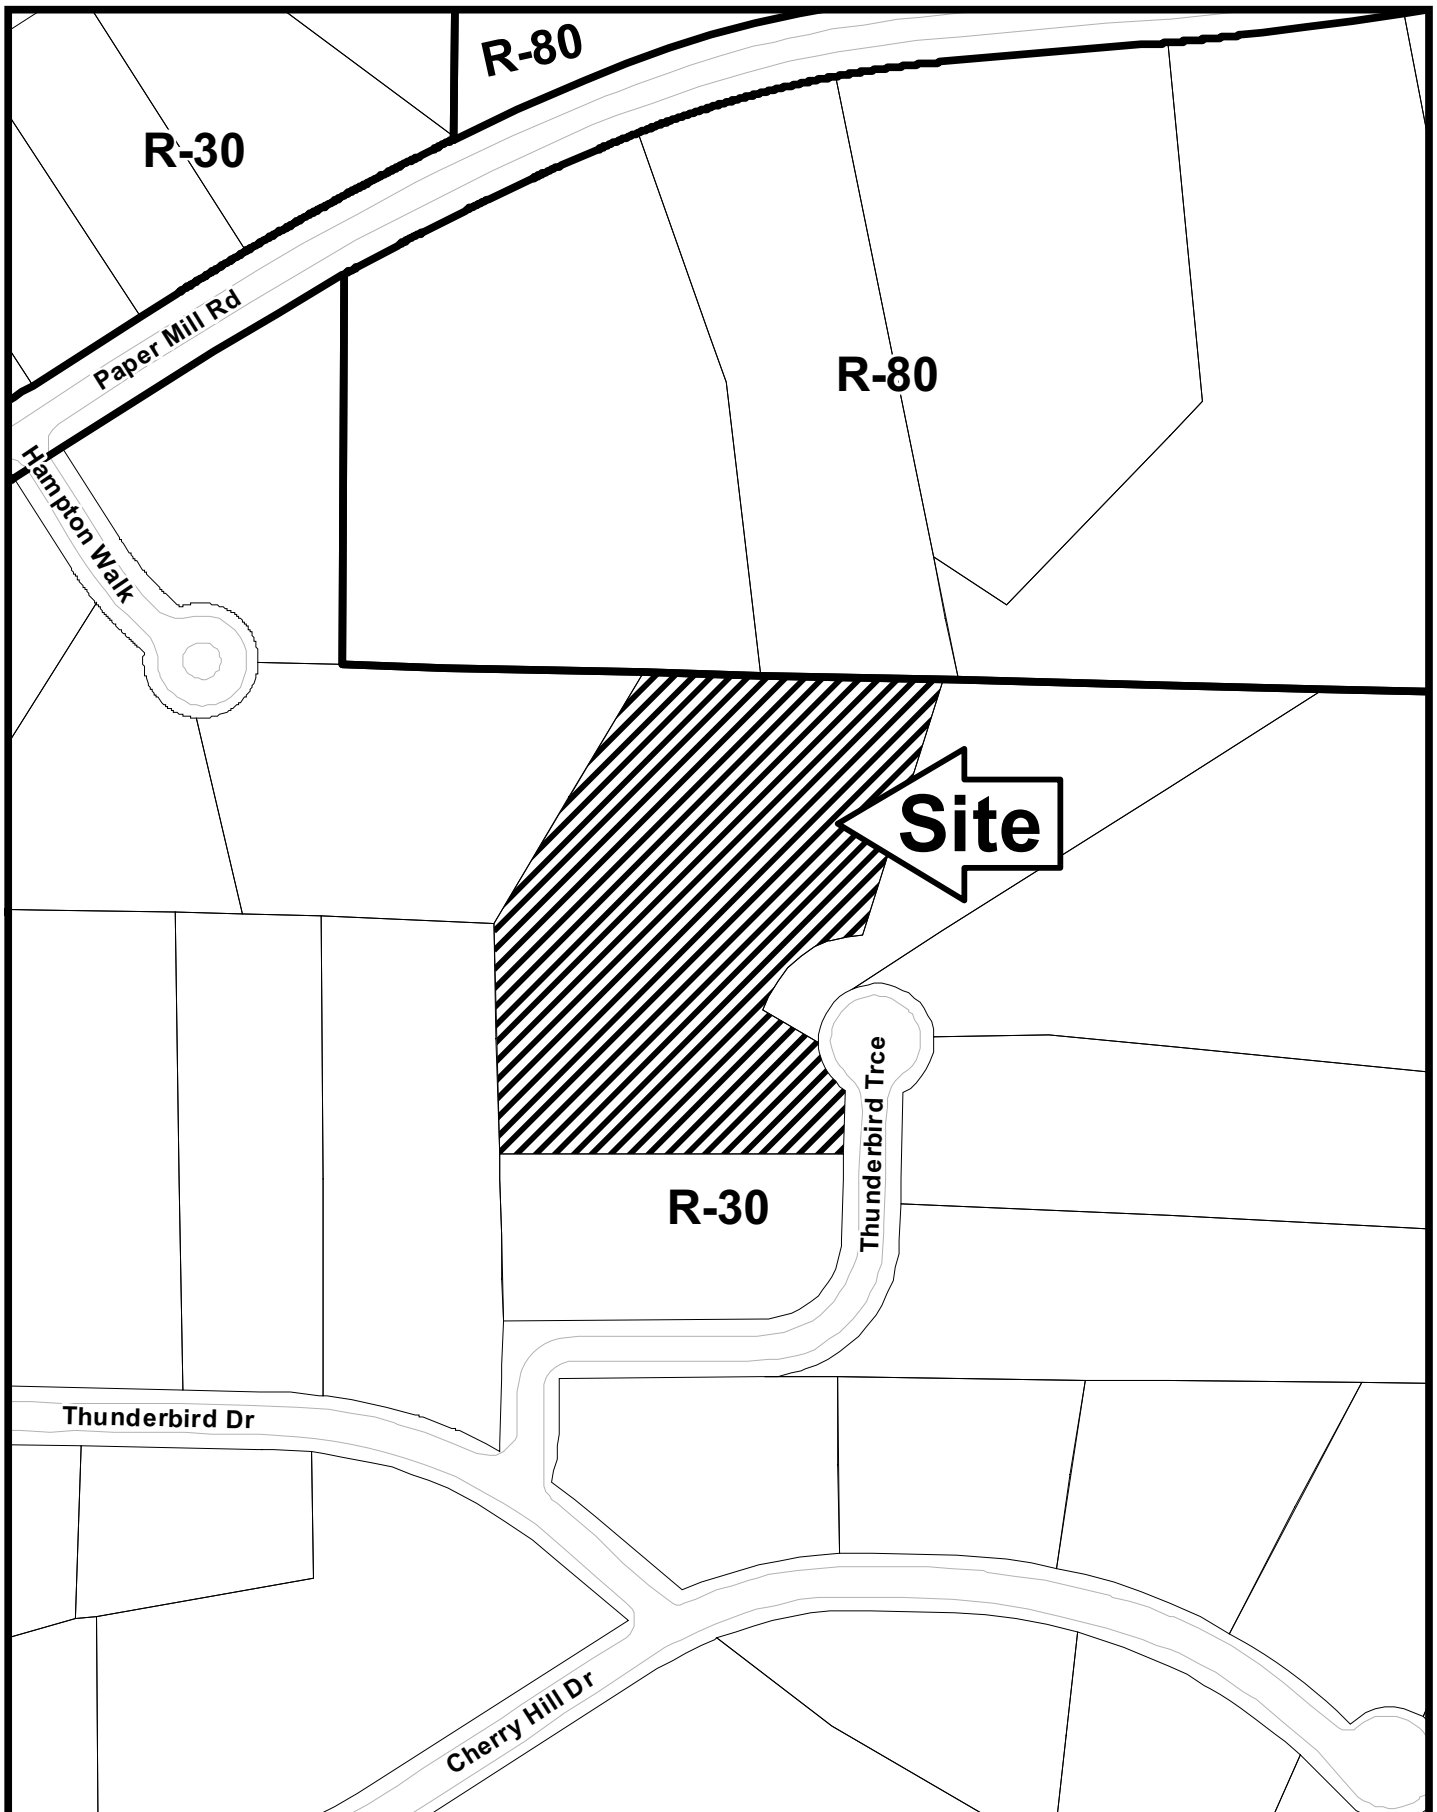 R-80
R-30
Paper Mill Rd
R-80
Hampton Walk
Site
Thunderbird Trce
R-30
Thunderbird Dr
Cherry Hill Dr